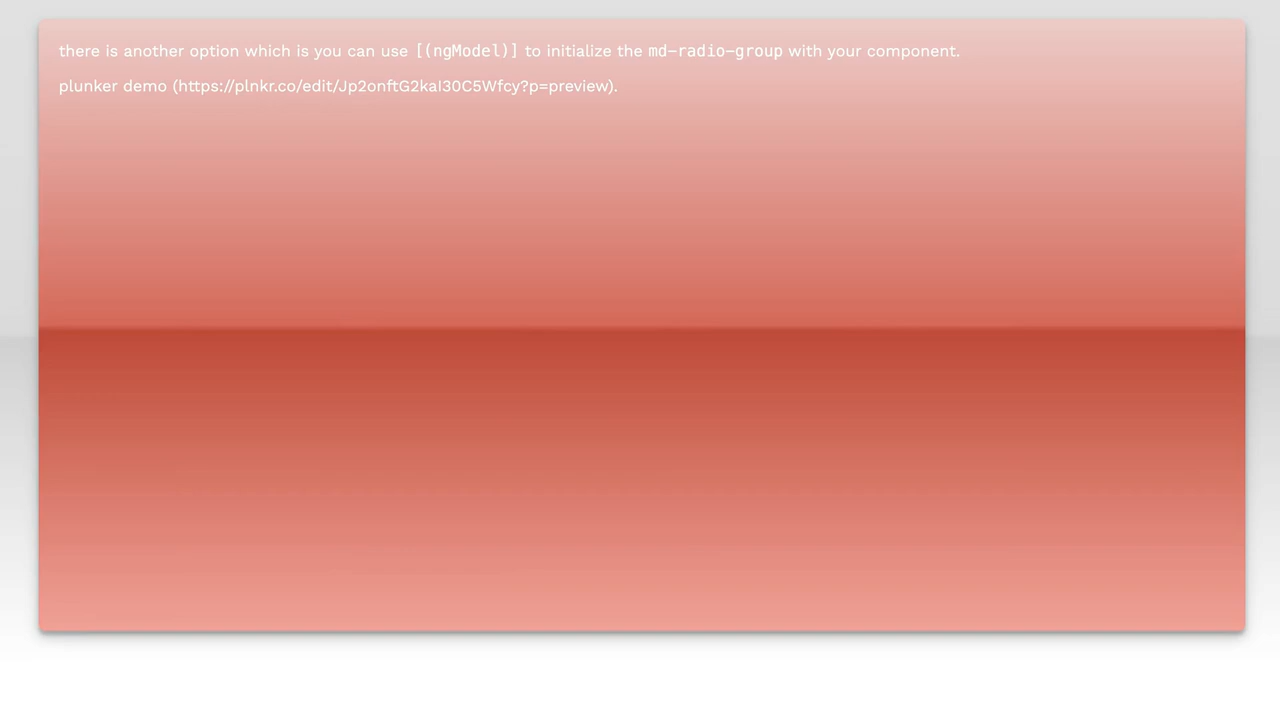 there is another option which is you can use [(ngModel)] to initialize the md-radio-group with your component.
plunker demo (https://plnkr.co/edit/Jp2onftG2kaI30C5Wfcy?p=preview).